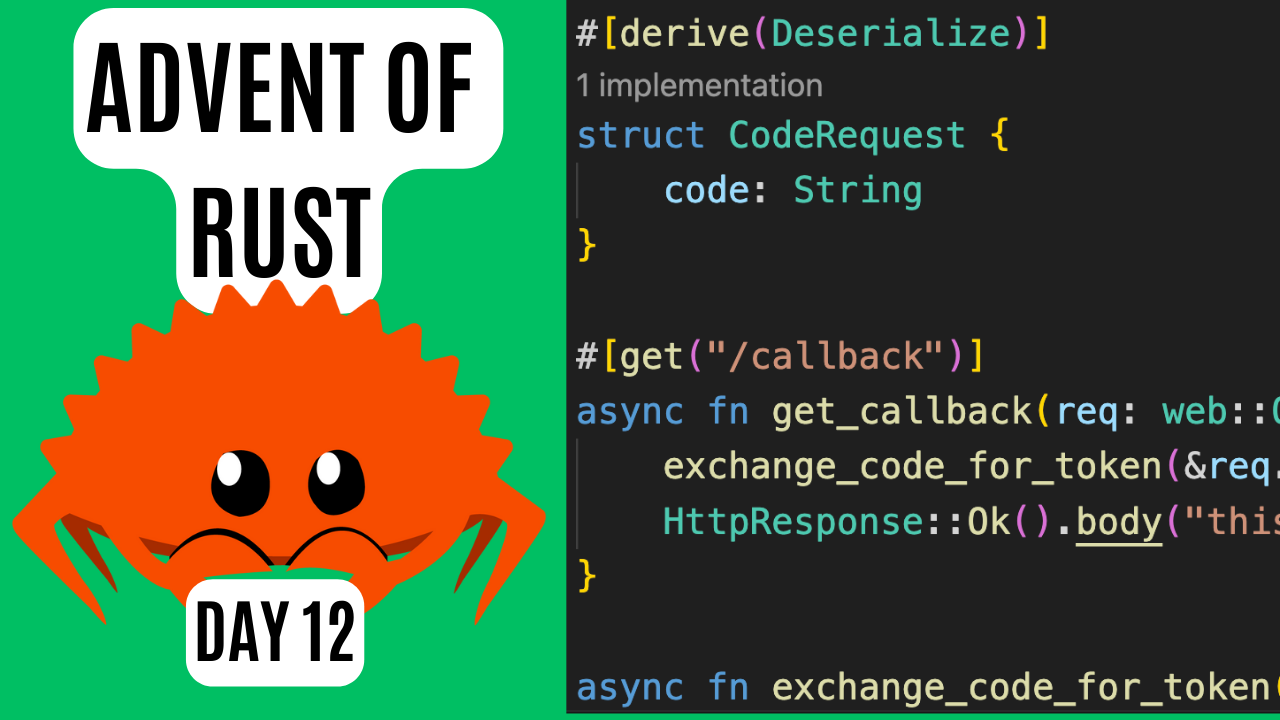 ADVENT OF
RUST
DAY 12
#[derive(Deserialize)]
1 implementation
struct CodeRequest {
    code: String
}
#[get("/callback")]
async fn get_callback(req: web::
    exchange_code_for_token(&req.
    HttpResponse::Ok().body("this
}
async fn exchange_code_for_token(